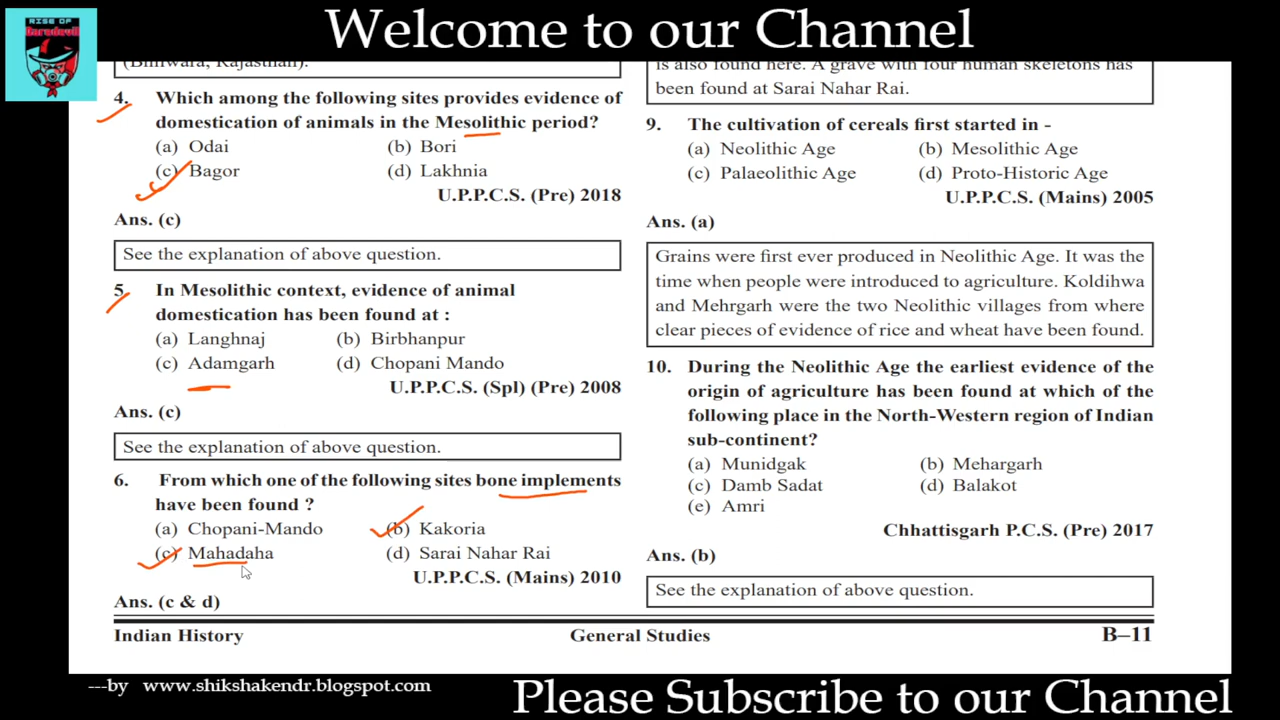 RISE OF
Daredevil
Welcome to our Channel
(Bhilwara, Rajasthan).
4. Which among the following sites provides evidence of
domestication of animals in the Mesolithic period?
(a) Odai (b) Bori
(c) Bagor (d) Lakhnia
U.P.P.C.S. (Pre) 2018
Ans. (c)
See the explanation of above question.
5. In Mesolithic context, evidence of animal
domestication has been found at :
(a) Langhnaj (b) Birbhanpur
(c) Adamgarh (d) Chopani Mando
U.P.P.C.S. (Spl) (Pre) 2008
Ans. (c)
See the explanation of above question.
6. From which one of the following sites bone implements
have been found ?
(a) Chopani-Mando (b) Kakoria
(c) Mahadaha (d) Sarai Nahar Rai
U.P.P.C.S. (Mains) 2010
Ans. (c & d)
is also found here. A grave with four human skeletons has
been found at Sarai Nahar Rai.
9. The cultivation of cereals first started in -
(a) Neolithic Age (b) Mesolithic Age
(c) Palaeolithic Age (d) Proto-Historic Age
U.P.P.C.S. (Mains) 2005
Ans. (a)
Grains were first ever produced in Neolithic Age. It was the
time when people were introduced to agriculture. Koldihwa
and Mehrgarh were the two Neolithic villages from where
clear pieces of evidence of rice and wheat have been found.
10. During the Neolithic Age the earliest evidence of the
origin of agriculture has been found at which of the
following place in the North-Western region of Indian
sub-continent?
(a) Munidgak (b) Mehargarh
(c) Damb Sadat (d) Balakot
(e) Amri
Chhattisgarh P.C.S. (Pre) 2017
Ans. (b)
See the explanation of above question.
Indian History General Studies B–11
---by www.shikshakendr.blogspot.com
Please Subscribe to our Channel